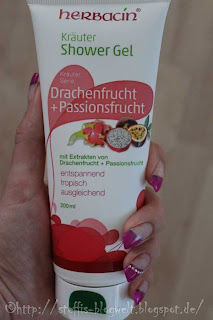 herbacin®
Kräuter
Shower Gel
Kräuter
Serie
Drachenfrucht
+Passionsfrucht
mit Extrakten von
Drachenfrucht + Passionsfrucht
entspannend
tropisch
ausgleichend
200ml
©http://steffis-blogwelt.blogspot.de/